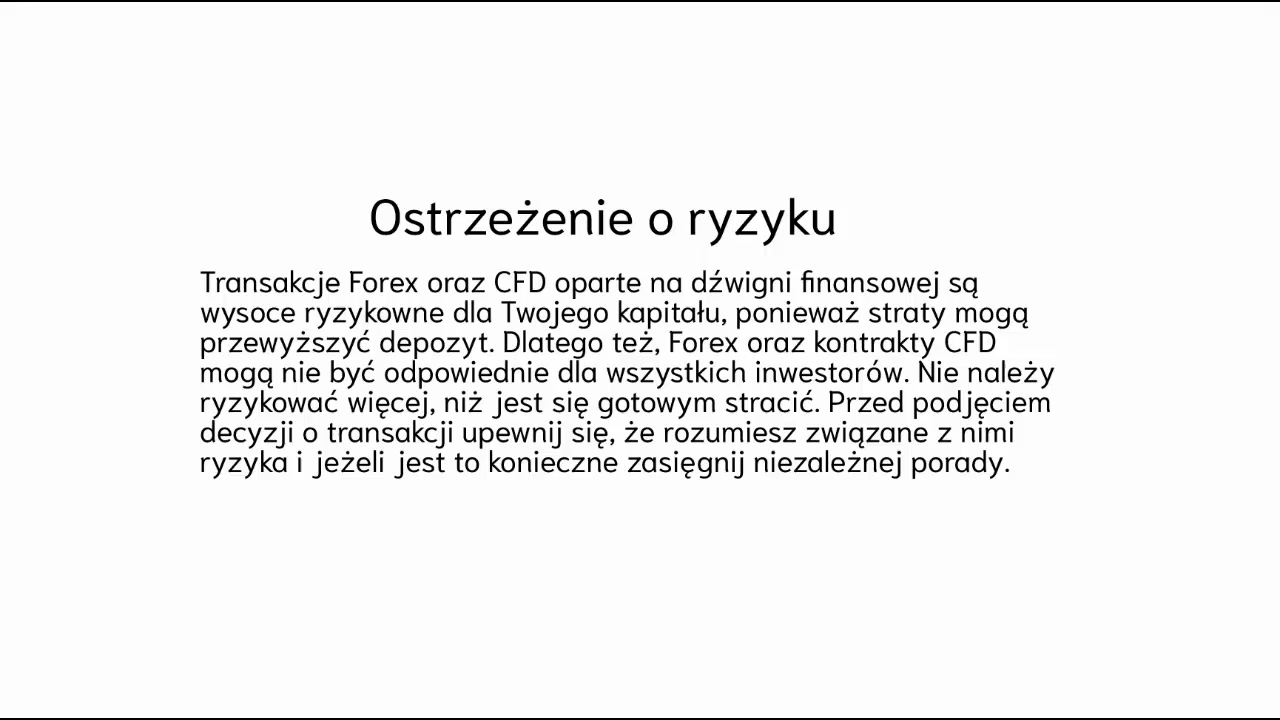 Ostrzeżenie o ryzyku
Transakcje Forex oraz CFD oparte na dźwigni finansowej są
wysoce ryzykowne dla Twojego kapitału, ponieważ straty mogą
przewyższyć depozyt. Dlatego też, Forex oraz kontrakty CFD
mogą nie być odpowiednie dla wszystkich inwestorów. Nie należy
ryzykować więcej, niż jest się gotowym stracić. Przed podjęciem
decyzji o transakcji upewnij się, że rozumiesz związane z nimi
ryzyka i jeżeli jest to konieczne zasięgnij niezależnej porady.